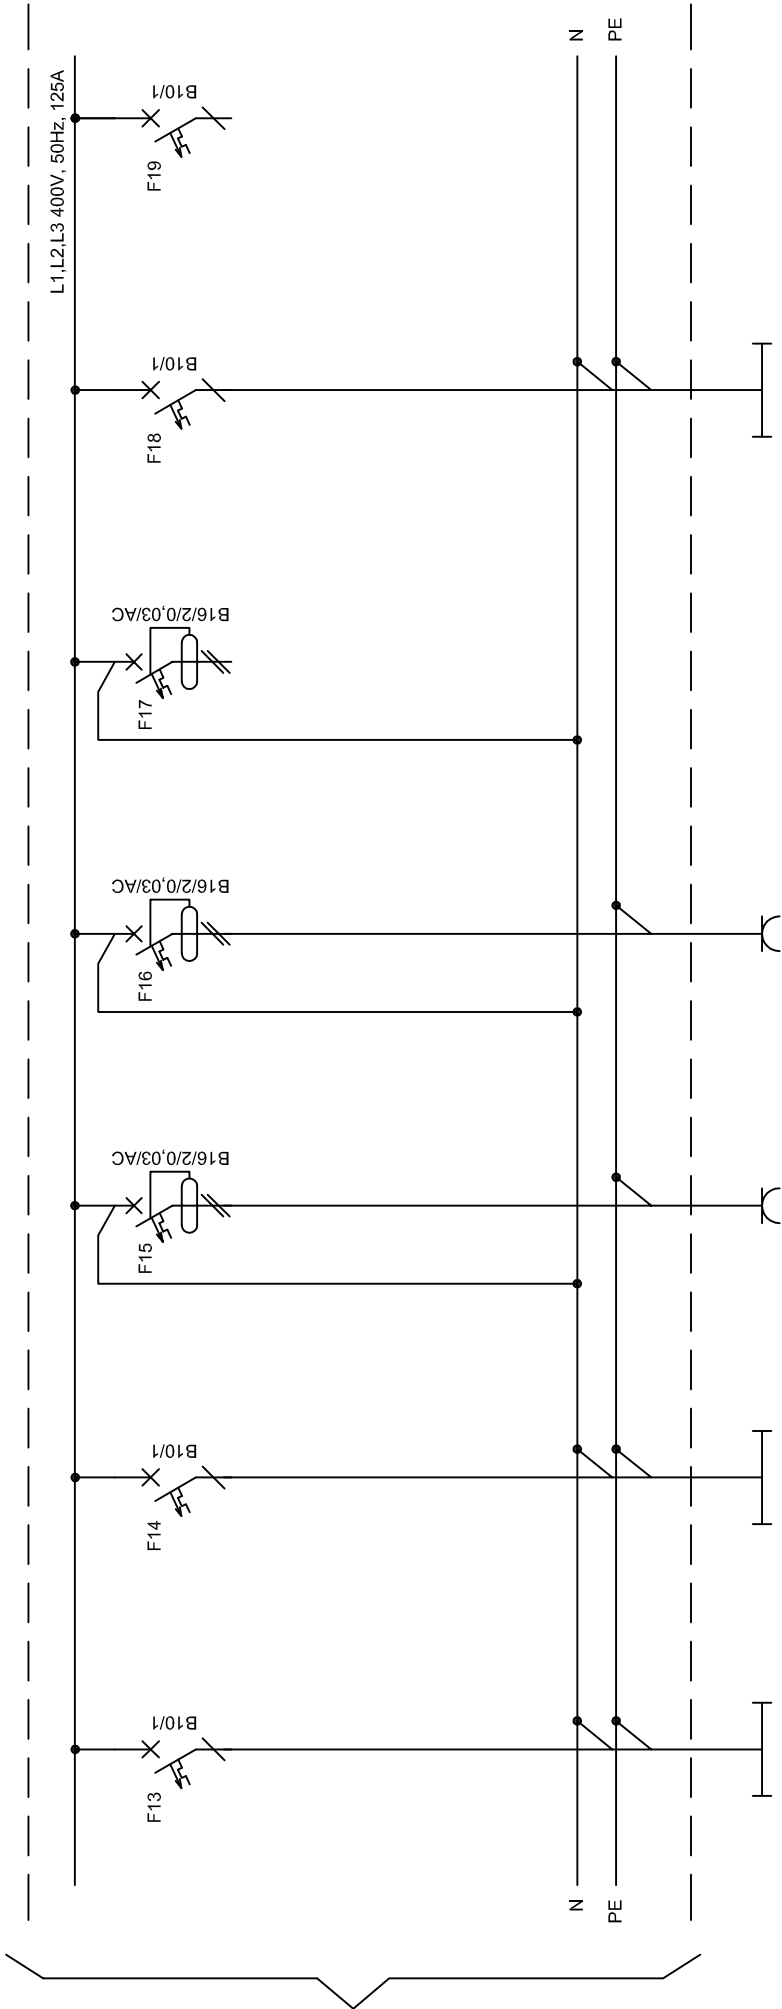 L1,L2,L3 400V, 50Hz, 125A
N
PE
B10/1
F19
B10/1
F18
B16/2/0,03/AC
F17
B16/2/0,03/AC
F16
B16/2/0,03/AC
F15
B10/1
F14
B10/1
F13
N
PE